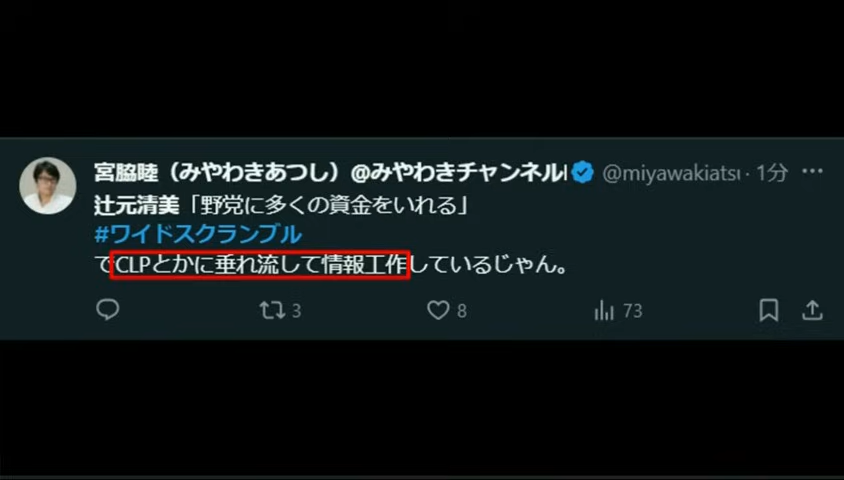 宮脇睦（みやわきあつし）@みやわきチャンネル @miyawakiatsu · 1分
辻元清美「野党に多くの資金をいれる」
#ワイドスクランブル
でCLPとかに垂れ流して情報工作しているじゃん。
3 8 73